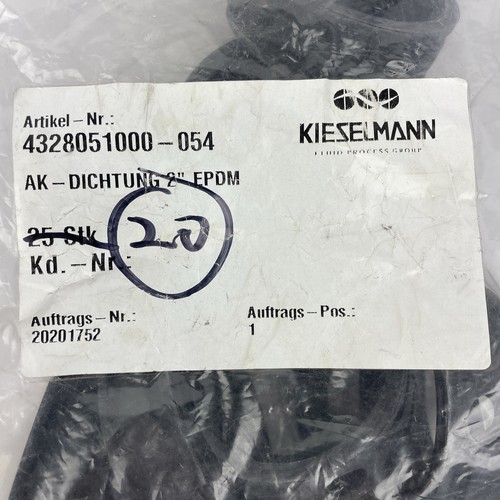 KIESELMANN
FLUID PROCESS GROUP
Artikel-Nr.:
4328051000-054
AK-DICHTUNG 2" EPDM
25 Stk
20
Kd.-Nr.:
Auftrags-Nr.:
20201752
Auftrags-Pos.:
1